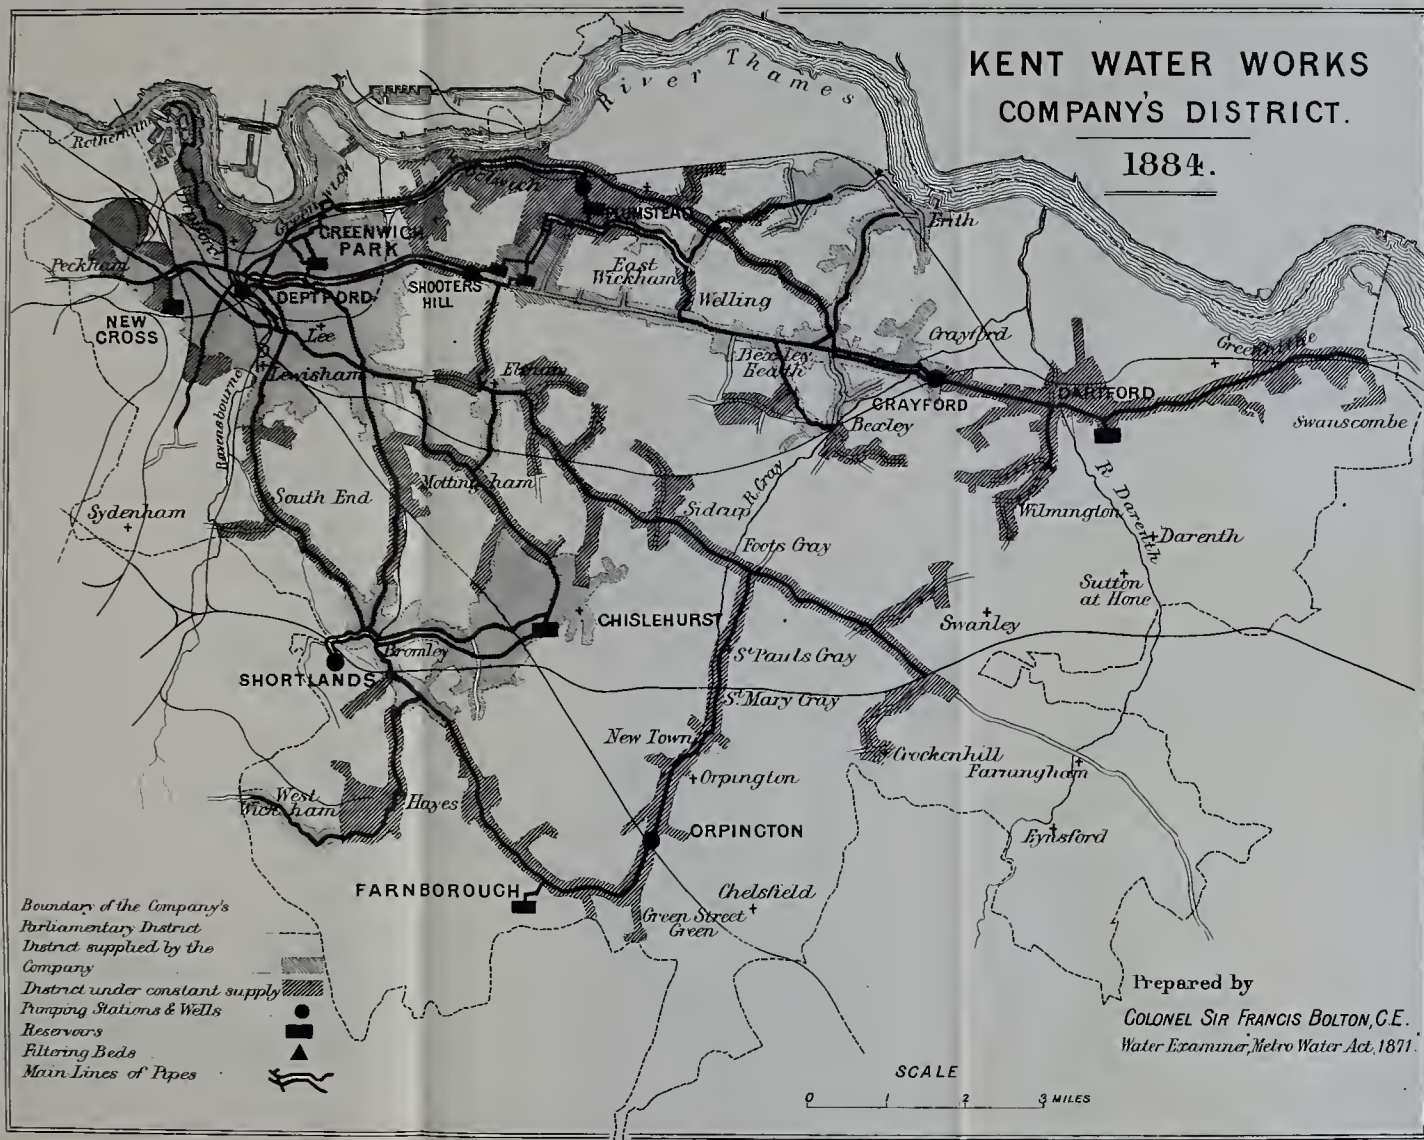 KENT WATER WORKS
COMPANY'S DISTRICT.
1884.
River Thames
Rotherhithe
Deptford
Greenwich
Woolwich
GREENWICH
PARK
PLUMSTEAD
Erith
Peckham
DEPTFORD
SHOOTERS
HILL
East
Wickham
Welling
NEW
CROSS
Lee
Lewisham
Eltham
Bexley
Heath
Crayford
CRAYFORD
DARTFORD
Greenhithe
Swanscombe
Bexley
Ravensbourne
R. Cray
R. Darenth
Mottingham
South End
Sydenham
Sidcup
Wilmington
Darenth
Foots Cray
Sutton
at Hone
CHISLEHURST
Swanley
Bromley
SHORTLANDS
St. Pauls Cray
St. Mary Cray
New Town
Crockenhill
Farningham
Orpington
West
Wickham
Hayes
ORPINGTON
Eynsford
FARNBOROUGH
Chelsfield
Green Street
Green
Boundary of the Company's
Parliamentary District
District supplied by the
Company
District under constant supply
Pumping Stations & Wells
Reservoirs
Filtering Beds
Main Lines of Pipes
Prepared by
COLONEL SIR FRANCIS BOLTON, C.E.
Water Examiner, Metro Water Act, 1871.
SCALE
0 1 2 3 MILES